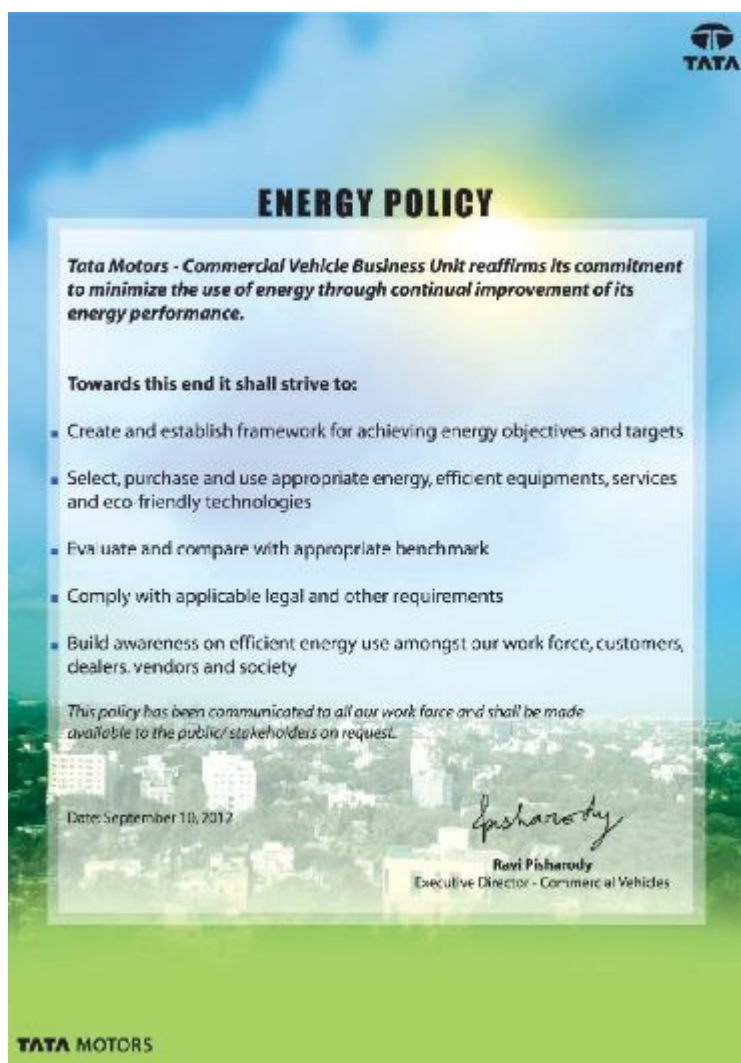 TATA
ENERGY POLICY
Tata Motors - Commercial Vehicle Business Unit reaffirms its commitment
to minimize the use of energy through continual improvement of its
energy performance.
Towards this end it shall strive to:
Create and establish framework for achieving energy objectives and targets
Select, purchase and use appropriate energy, efficient equipments, services
and eco-friendly technologies
Evaluate and compare with appropriate benchmark
Comply with applicable legal and other requirements
Build awareness on efficient energy use amongst our work force, customers,
dealers, vendors and society
This policy has been communicated to all our work force and shall be made
available to the public/ stakeholders on request.
Date: September 10, 2012
Pisharody
Ravi Pisharody
Executive Director - Commercial Vehicles
TATA MOTORS